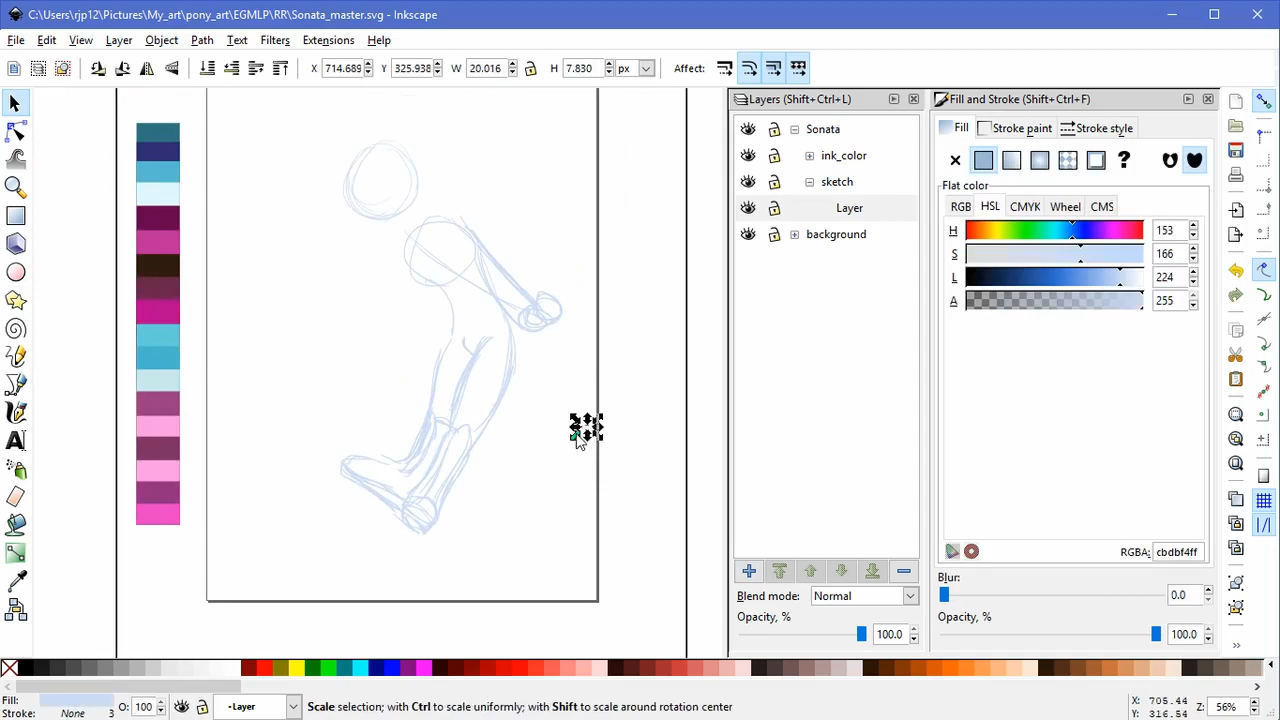 C:\Users\rjp12\Pictures\My_art\pony_art\EGMLP\RR\Sonata_master.svg - Inkscape
File Edit View Layer Object Path Text Filters Extensions Help
X 714.689 Y 325.938 W 20.016 H 7.830 px Affect:
Layers (Shift+Ctrl+L)
Sonata
ink_color
sketch
Layer
background
Blend mode: Normal
Opacity, %
100.0
Fill and Stroke (Shift+Ctrl+F)
Fill Stroke paint Stroke style
?
Flat color
RGB HSL CMYK Wheel CMS
H 153
S 166
L 224
A 255
RGBA: cbdbf4ff
Blur:
0.0
Opacity, %
100.0
Fill:
Stroke: None 3
O: 100
-Layer
Scale selection; with Ctrl to scale uniformly; with Shift to scale around rotation center
X: 705.44
Y: 316.54
Z: 56%